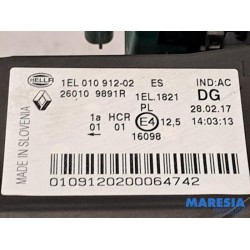 HELLA
1EL 010 912-02 ES IND:AC
26010 9891R 1EL.1821 DG
PL 28.02.17
1a HCR E4 12,5 14:03:13
01 01
16098
MADE IN SLOVENIA
0109120200064742
MARESIA